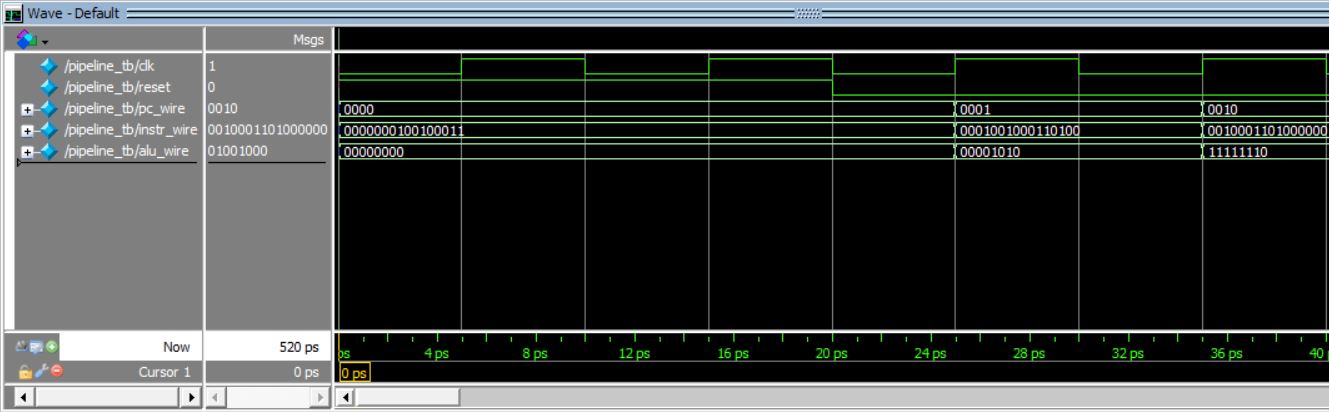 Wave - Default
Msgs
/pipeline_tb/clk 1
/pipeline_tb/reset 0
/pipeline_tb/pc_wire 0010 0000 0001 0010
/pipeline_tb/instr_wire 0010001101000000 0000000100100011 0001001000110100 0010001101000000
/pipeline_tb/alu_wire 01001000 00000000 00001010 11111110
Now 520 ps ps 4 ps 8 ps 12 ps 16 ps 20 ps 24 ps 28 ps 32 ps 36 ps 40
Cursor 1 0 ps 0 ps